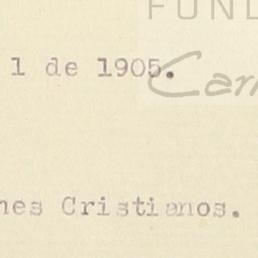 FUND
1 de 1905.
nes Cristianos.